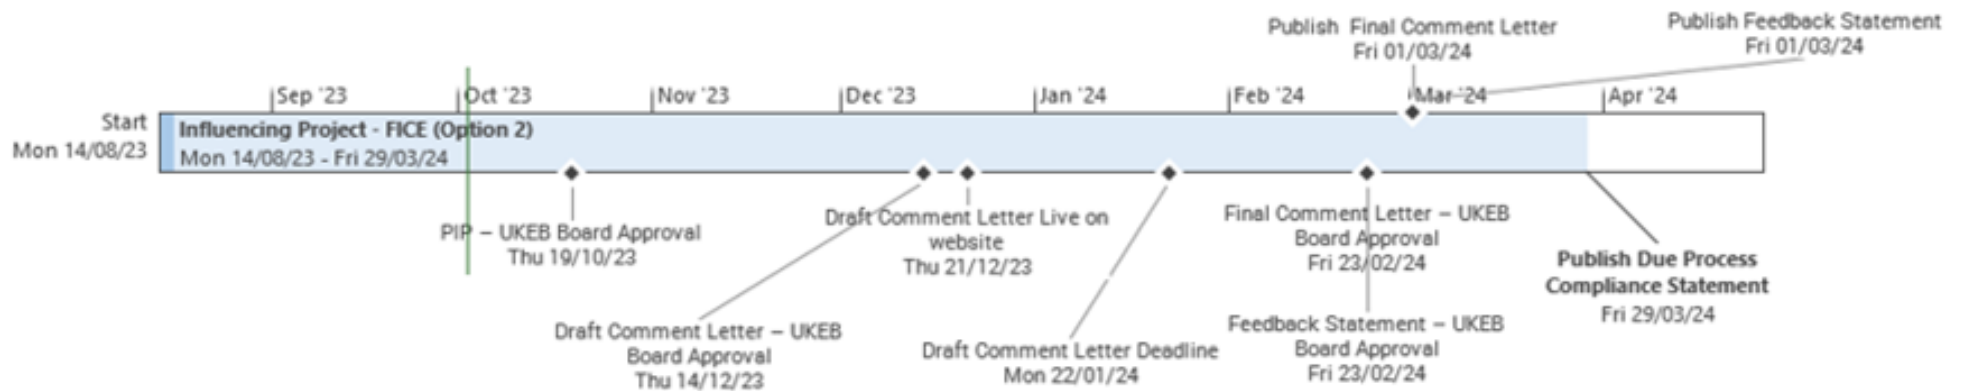 Publish Final Comment Letter
Fri 01/03/24
Publish Feedback Statement
Fri 01/03/24
Sep '23
Oct '23
Nov '23
Dec '23
Jan '24
Feb '24
Mar '24
Apr '24
Start
Mon 14/08/23
Influencing Project - FICE (Option 2)
Mon 14/08/23 - Fri 29/03/24
PIP – UKEB Board Approval
Thu 19/10/23
Draft Comment Letter – UKEB
Board Approval
Thu 14/12/23
Draft Comment Letter Live on
website
Thu 21/12/23
Draft Comment Letter Deadline
Mon 22/01/24
Final Comment Letter – UKEB
Board Approval
Fri 23/02/24
Feedback Statement – UKEB
Board Approval
Fri 23/02/24
Publish Due Process
Compliance Statement
Fri 29/03/24